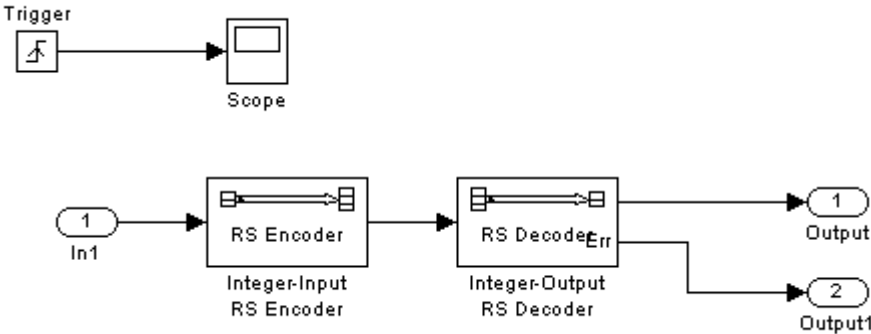 Trigger
Scope
1
In1
RS Encoder
Integer-Input
RS Encoder
RS Decoder
Err
Integer-Output
RS Decoder
1
Output
2
Output1